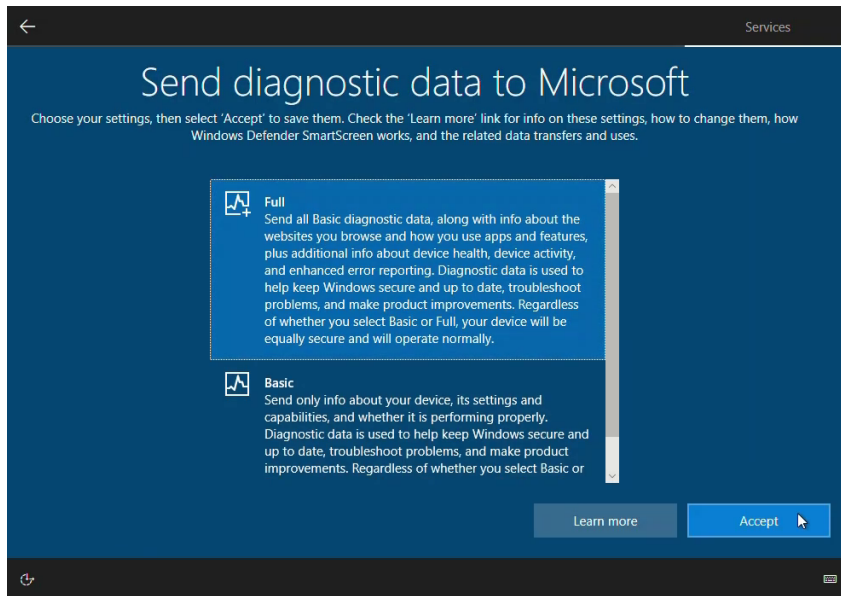 Services
Send diagnostic data to Microsoft
Choose your settings, then select 'Accept' to save them. Check the 'Learn more' link for info on these settings, how to change them, how
Windows Defender SmartScreen works, and the related data transfers and uses.
Full
Send all Basic diagnostic data, along with info about the
websites you browse and how you use apps and features,
plus additional info about device health, device activity,
and enhanced error reporting. Diagnostic data is used to
help keep Windows secure and up to date, troubleshoot
problems, and make product improvements. Regardless
of whether you select Basic or Full, your device will be
equally secure and will operate normally.
Basic
Send only info about your device, its settings and
capabilities, and whether it is performing properly.
Diagnostic data is used to help keep Windows secure and
up to date, troubleshoot problems, and make product
improvements. Regardless of whether you select Basic or
Learn more
Accept